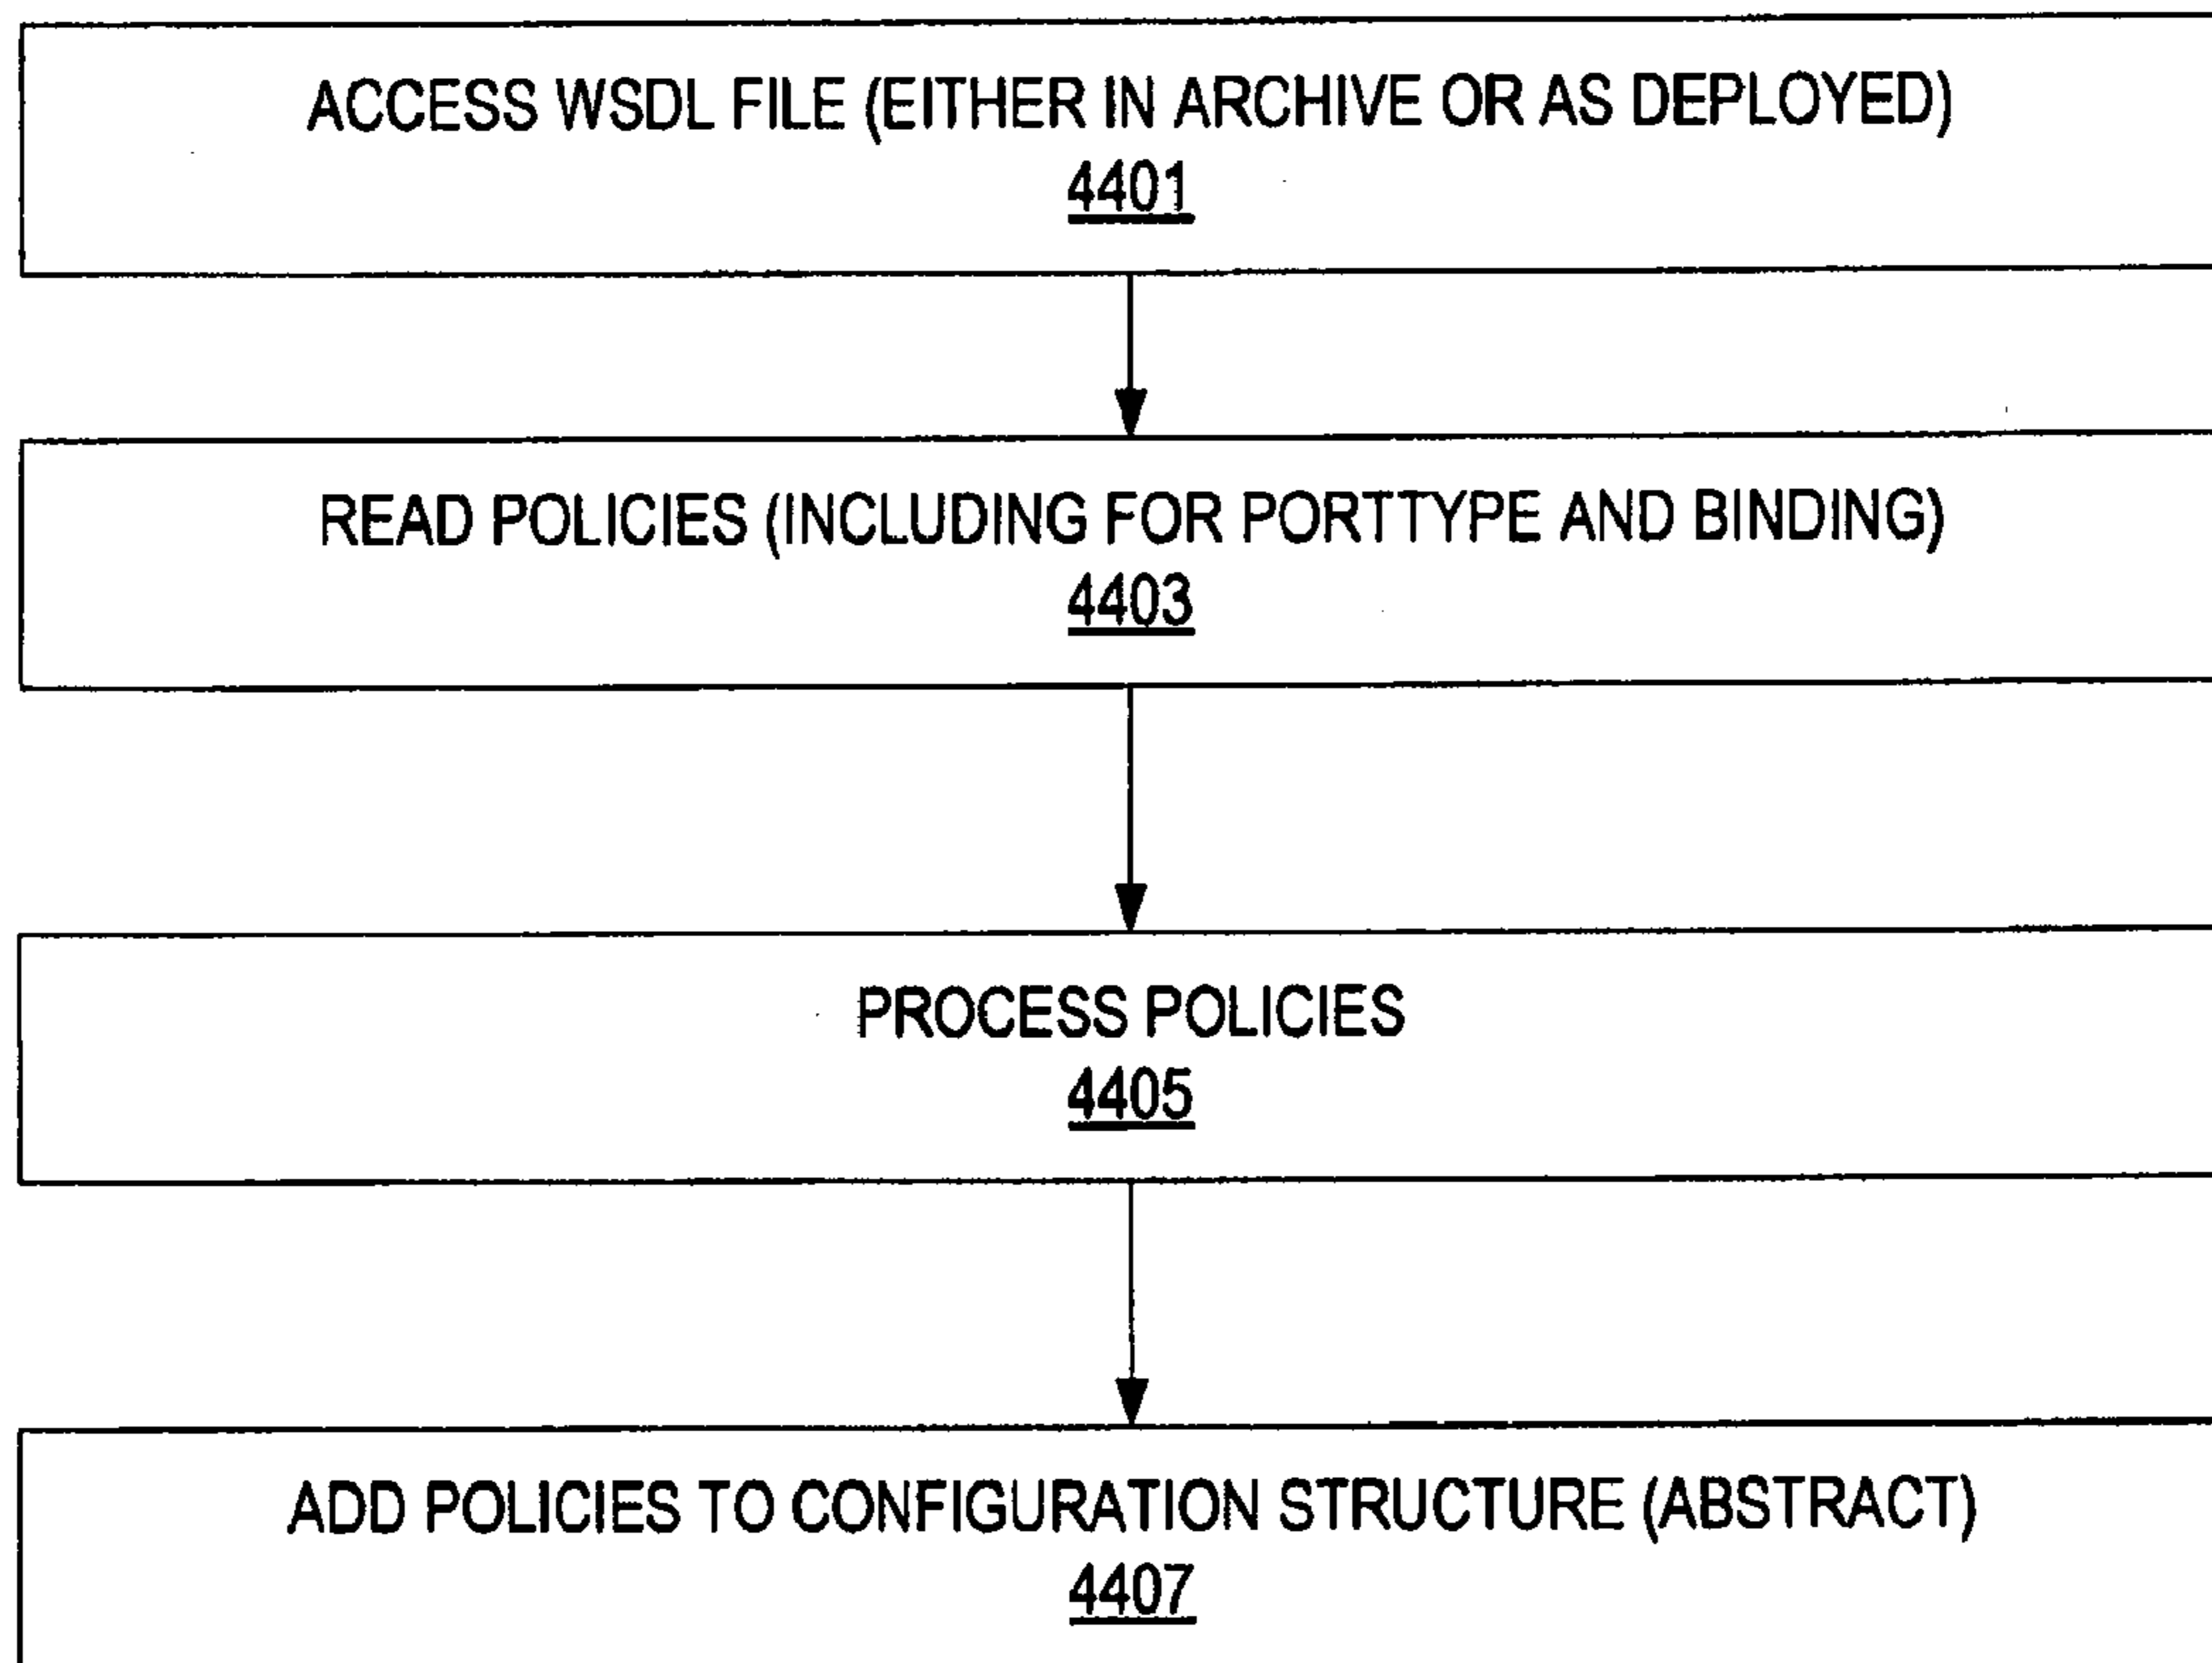 ACCESS WSDL FILE (EITHER IN ARCHIVE OR AS DEPLOYED)
4401
READ POLICIES (INCLUDING FOR PORTTYPE AND BINDING)
4403
PROCESS POLICIES
4405
ADD POLICIES TO CONFIGURATION STRUCTURE (ABSTRACT)
4407